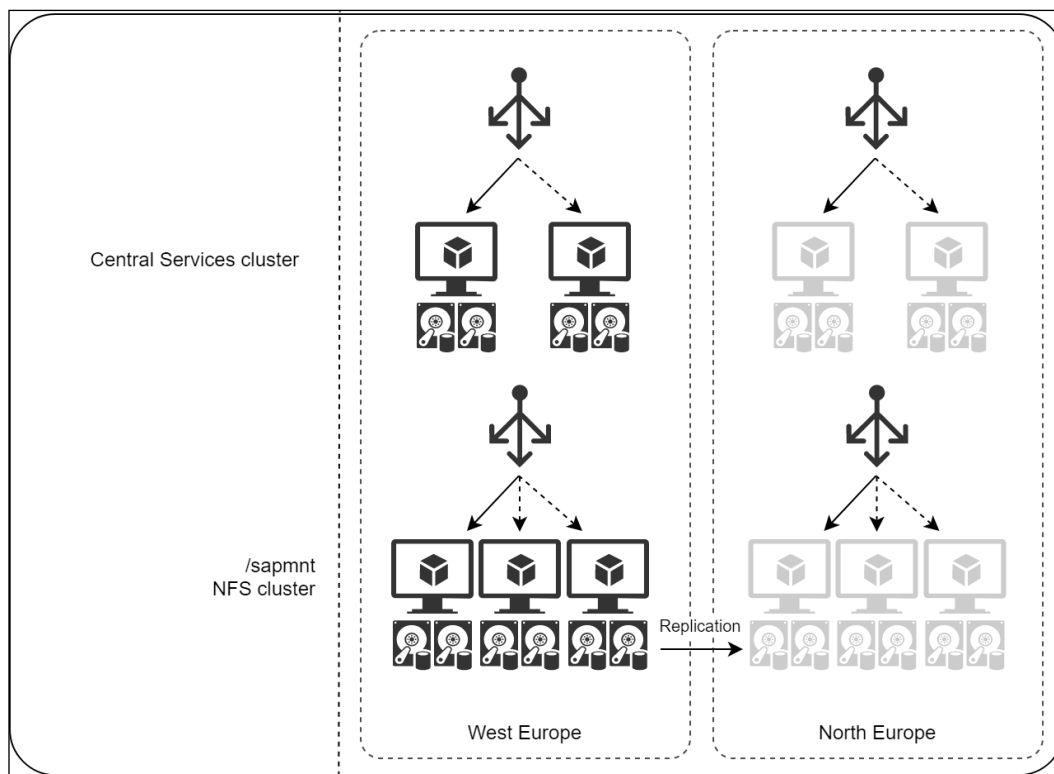 Central Services cluster
/sapmnt
NFS cluster
Replication
West Europe
North Europe